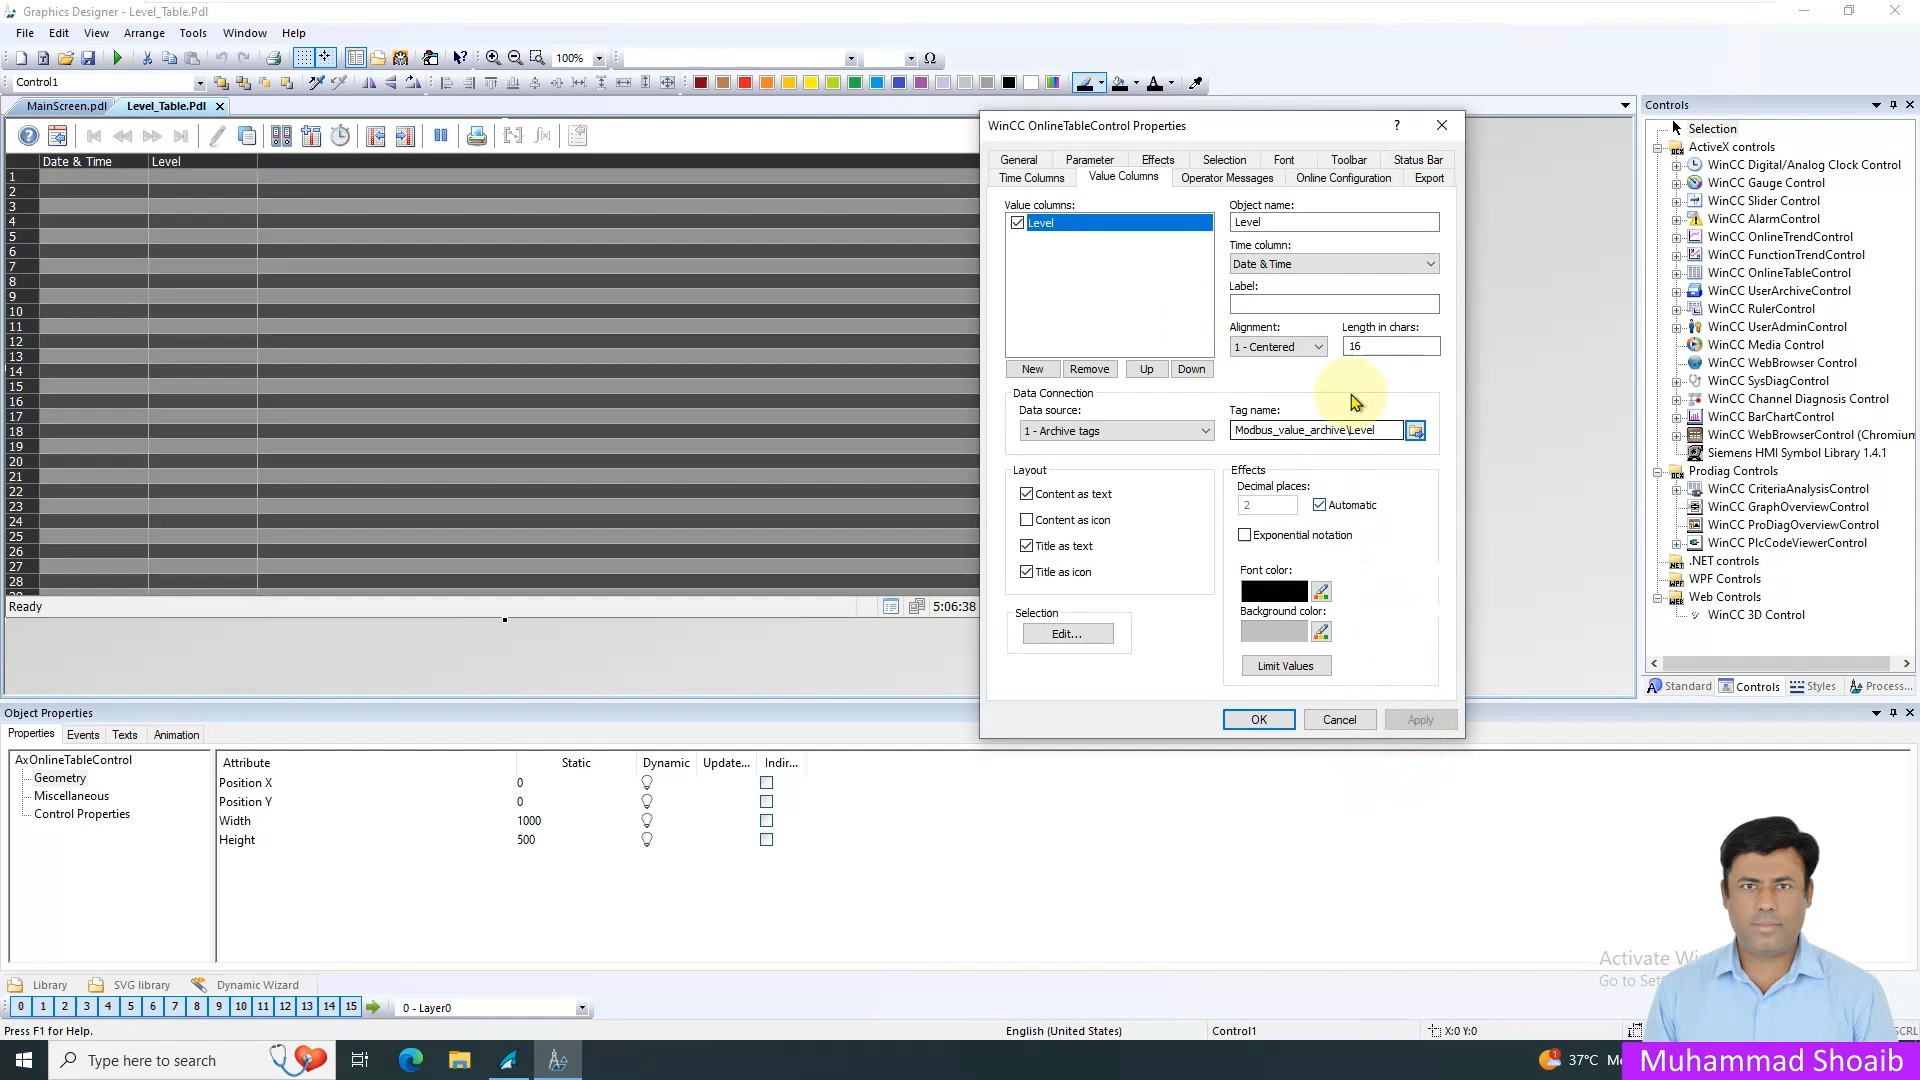 Graphics Designer - Level_Table.Pdl
File Edit View Arrange Tools Window Help
100%
Control1
MainScreen.pdl Level_Table.Pdl
Date & Time Level
1
2
3
4
5
6
7
8
9
10
11
12
13
14
15
16
17
18
19
20
21
22
23
24
25
26
27
28
Ready 5:06:38
WinCC OnlineTableControl Properties
General Parameter Effects Selection Font Toolbar Status Bar
Time Columns Value Columns Operator Messages Online Configuration Export
Value columns:
Level
New Remove Up Down
Object name:
Level
Time column:
Date & Time
Label:
Alignment: Length in chars:
1 - Centered 16
Data Connection
Data source: Tag name:
1 - Archive tags Modbus_value_archive\Level
Layout
Content as text
Content as icon
Title as text
Title as icon
Selection
Edit...
Effects
Decimal places:
2 Automatic
Exponential notation
Font color:
Background color:
Limit Values
OK Cancel Apply
Controls
Selection
ActiveX controls
WinCC Digital/Analog Clock Control
WinCC Gauge Control
WinCC Slider Control
WinCC AlarmControl
WinCC OnlineTrendControl
WinCC FunctionTrendControl
WinCC OnlineTableControl
WinCC UserArchiveControl
WinCC RulerControl
WinCC UserAdminControl
WinCC Media Control
WinCC WebBrowser Control
WinCC SysDiagControl
WinCC Channel Diagnosis Control
WinCC BarChartControl
WinCC WebBrowserControl (Chromium
Siemens HMI Symbol Library 1.4.1
Prodiag Controls
WinCC CriteriaAnalysisControl
WinCC GraphOverviewControl
WinCC ProDiagOverviewControl
WinCC PlcCodeViewerControl
.NET controls
WPF Controls
Web Controls
WinCC 3D Control
Standard Controls Styles Process...
Object Properties
Properties Events Texts Animation
AxOnlineTableControl
Geometry
Miscellaneous
Control Properties
Attribute Static Dynamic Update... Indir...
Position X 0
Position Y 0
Width 1000
Height 500
Library SVG library Dynamic Wizard
0 1 2 3 4 5 6 7 8 9 10 11 12 13 14 15 0 - Layer0
Press F1 for Help. English (United States) Control1 X:0 Y:0 SCRL
Activate Wi
Go to Set
Type here to search 37°C
Muhammad Shoaib